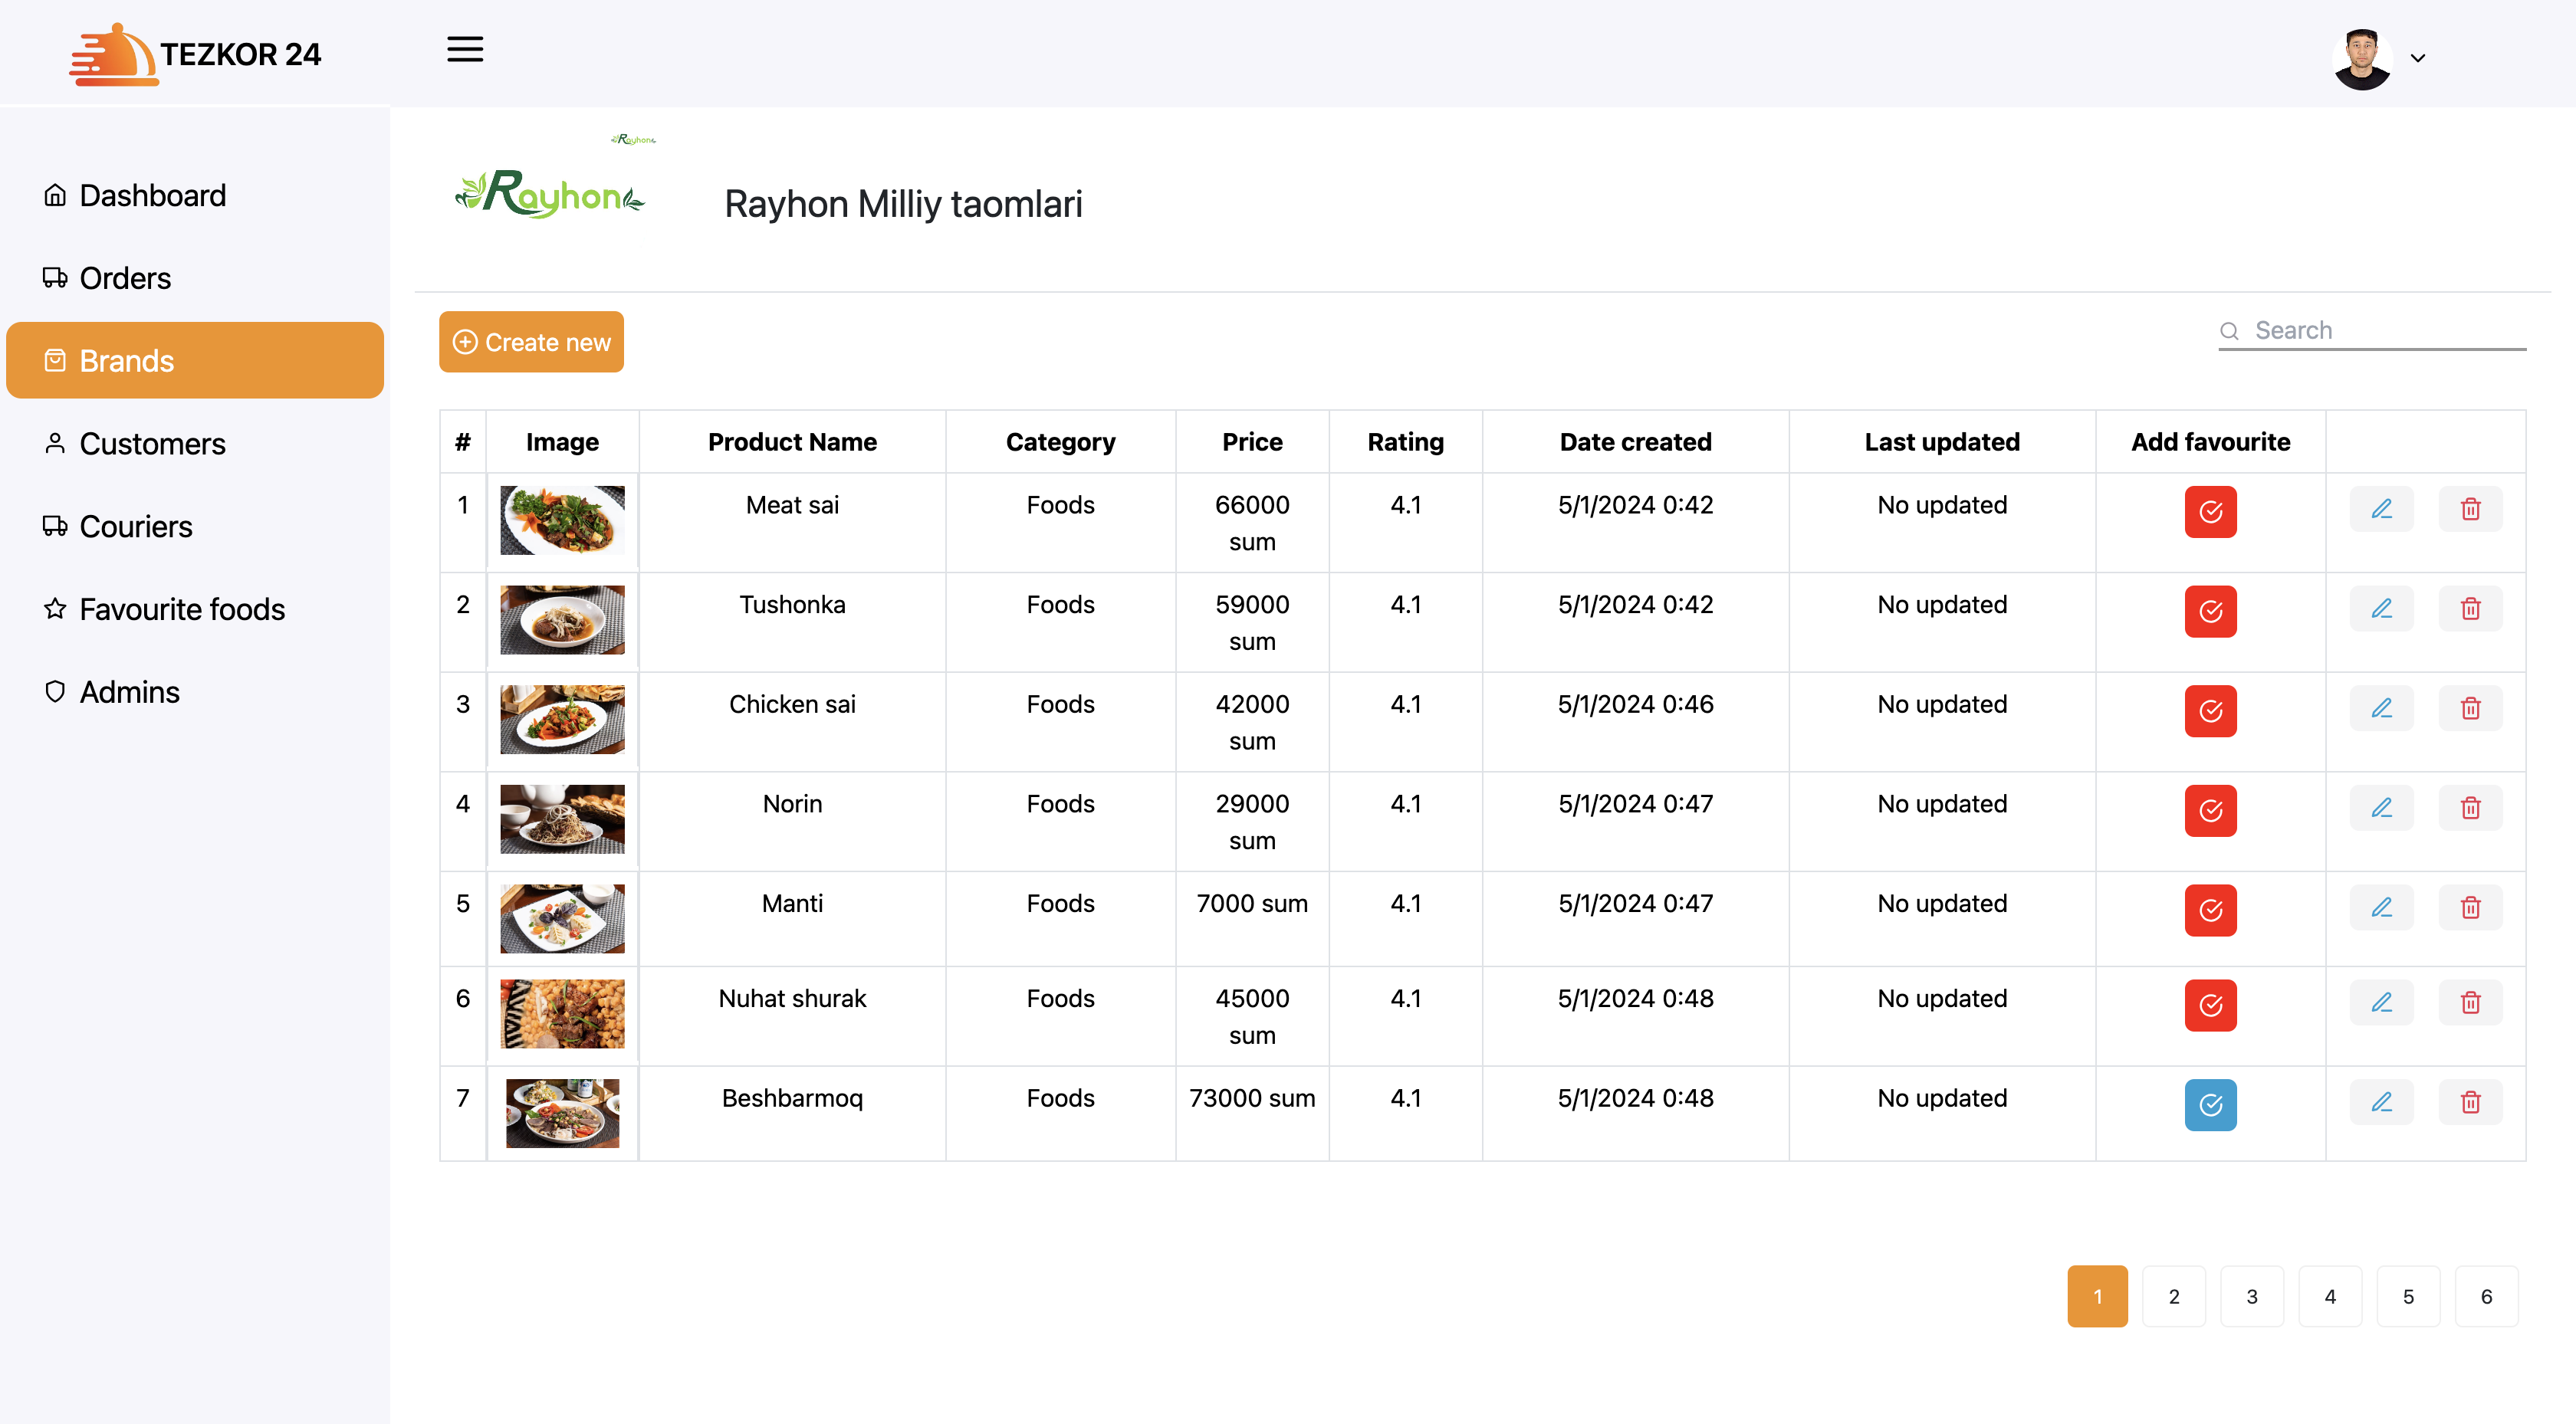 TEZKOR 24
Rayhon
Rayhon
Rayhon Milliy taomlari
Dashboard
Orders
Brands
Customers
Couriers
Favourite foods
Admins
Create new
Search
# Image Product Name Category Price Rating Date created Last updated Add favourite
1 Meat sai Foods 66000 4.1 5/1/2024 0:42 No updated
sum
2 Tushonka Foods 59000 4.1 5/1/2024 0:42 No updated
sum
3 Chicken sai Foods 42000 4.1 5/1/2024 0:46 No updated
sum
4 Norin Foods 29000 4.1 5/1/2024 0:47 No updated
sum
5 Manti Foods 7000 sum 4.1 5/1/2024 0:47 No updated
6 Nuhat shurak Foods 45000 4.1 5/1/2024 0:48 No updated
sum
7 Beshbarmoq Foods 73000 sum 4.1 5/1/2024 0:48 No updated
1 2 3 4 5 6